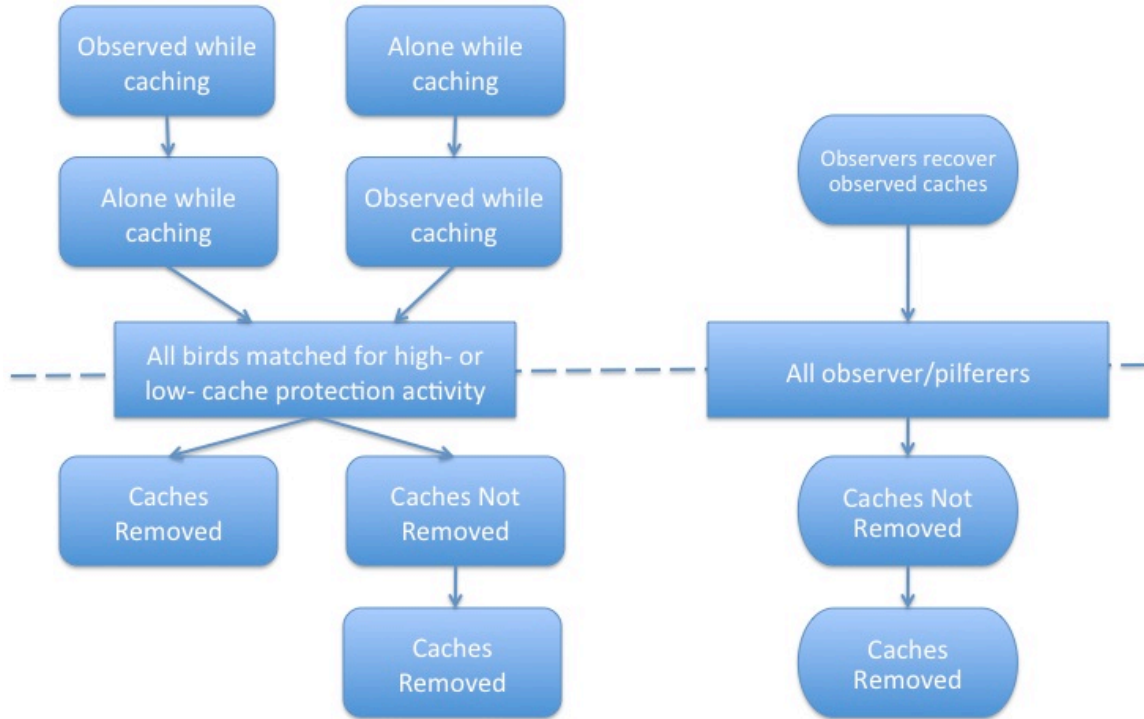 Observed while
caching
Alone while
caching
Alone while
caching
Observed while
caching
All birds matched for high- or
low- cache protection activity
Caches
Removed
Caches Not
Removed
Caches
Removed
Observers recover
observed caches
All observer/pilferers
Caches Not
Removed
Caches
Removed